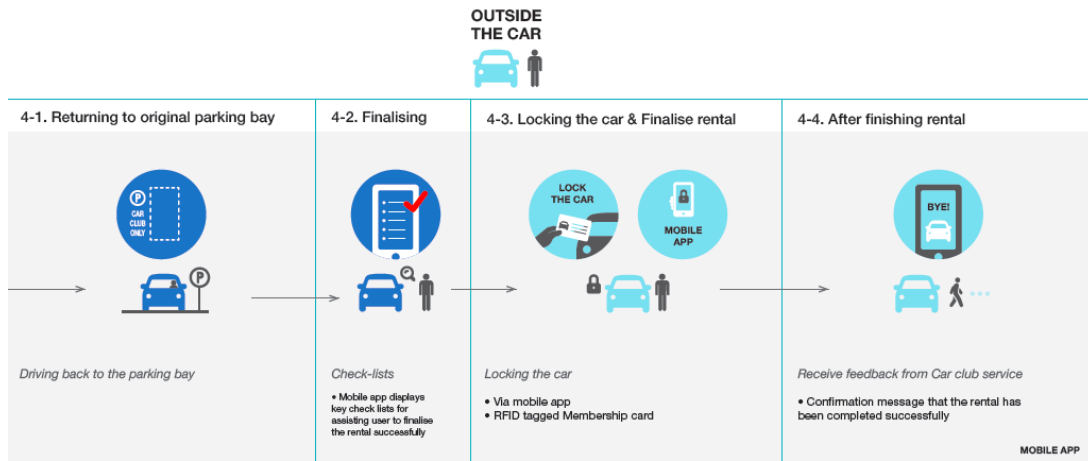 OUTSIDE
THE CAR
4-1. Returning to original parking bay
4-2. Finalising
4-3. Locking the car & Finalise rental
4-4. After finishing rental
P
CAR
CLUB
ONLY
LOCK
THE CAR
MOBILE
APP
BYE!
P
Driving back to the parking bay
Check-lists
• Mobile app displays
key check lists for
assisting user to finalise
the rental successfully
Locking the car
• Via mobile app
• RFID tagged Membership card
Receive feedback from Car club service
• Confirmation message that the rental has
been completed successfully
MOBILE APP